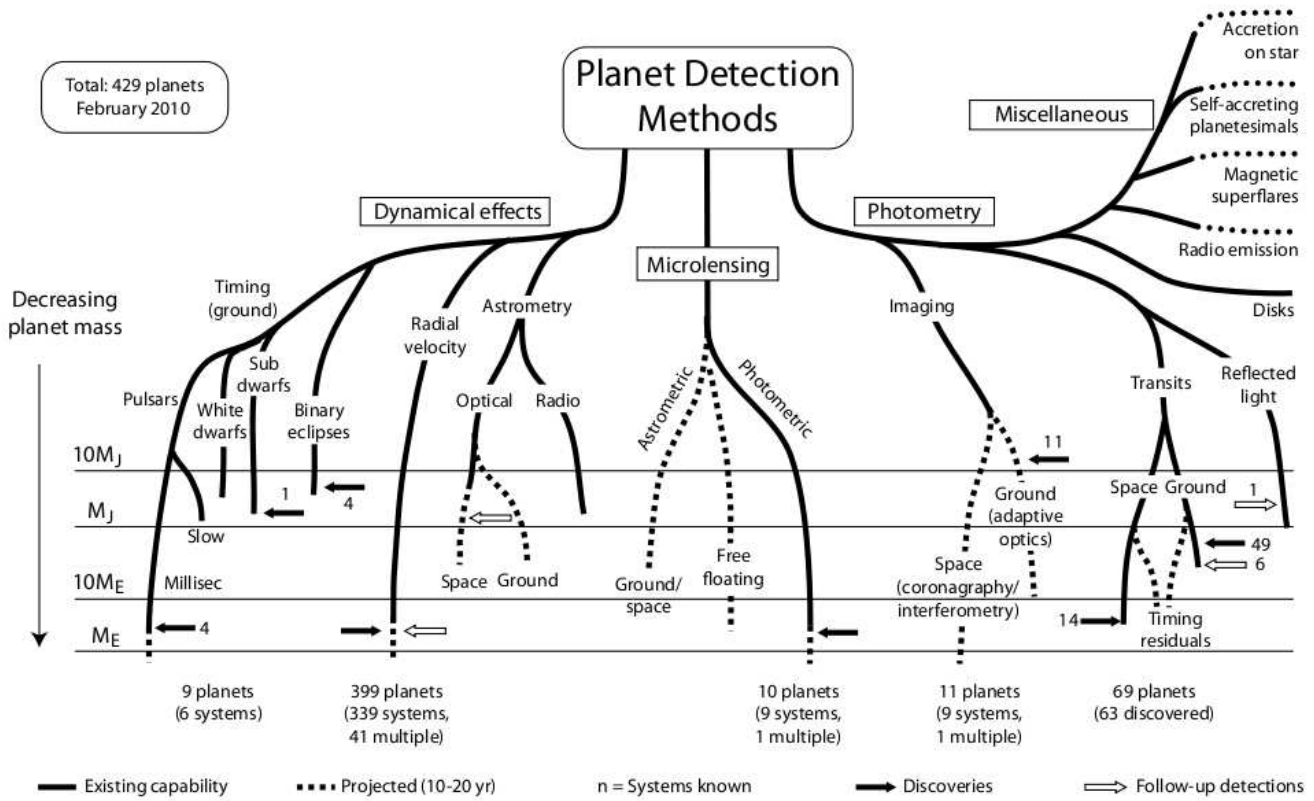 Total: 429 planets
February 2010
Planet Detection
Methods
Miscellaneous
Accretion
on star
Self-accreting
planetesimals
Magnetic
superflares
Radio emission
Disks
Dynamical effects
Microlensing
Photometry
Decreasing
planet mass
Timing
(ground)
Pulsars
White
dwarfs
Sub
dwarfs
Binary
eclipses
Radial
velocity
Astrometry
Optical
Radio
Astrometric
Photometric
Imaging
Transits
Reflected
light
10MJ
MJ
10ME
ME
Slow
Millisec
1
4
4
Space
Ground
Ground/
space
Free
floating
11
Ground
(adaptive
optics)
Space
(coronagraphy/
interferometry)
Space
Ground
1
49
6
14
Timing
residuals
9 planets
(6 systems)
399 planets
(339 systems,
41 multiple)
10 planets
(9 systems,
1 multiple)
11 planets
(9 systems,
1 multiple)
69 planets
(63 discovered)
Existing capability
Projected (10-20 yr)
n = Systems known
Discoveries
Follow-up detections